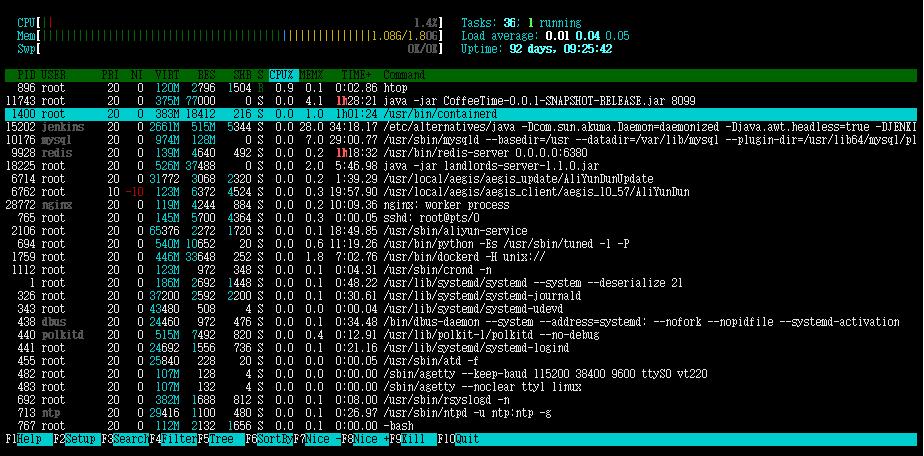 CPU[|| 1.4%] Tasks: 36; 1 running
Mem[||||||||||||||||||||||||||||||||||||||||||||||||1.08G/1.80G] Load average: 0.01 0.04 0.05
Swp[ 0K/0K] Uptime: 92 days, 09:25:42
PID USER PRI NI VIRT RES SHR S CPU% MEM% TIME+ Command
896 root 20 0 120M 2796 1504 R 0.9 0.1 0:02.86 htop
11743 root 20 0 375M 77000 0 S 0.0 4.1 1h28:21 java -jar CoffeeTime-0.0.1-SNAPSHOT-RELEASE.jar 8099
1400 root 20 0 383M 18412 216 S 0.0 1.0 1h01:24 /usr/bin/containerd
15202 jenkins 20 0 2661M 515M 5344 S 0.0 28.0 34:18.17 /etc/alternatives/java -Dcom.sun.akuma.Daemon=daemonized -Djava.awt.headless=true -DJENKI
10176 mysql 20 0 974M 128M 0 S 0.0 7.0 29:00.77 /usr/sbin/mysqld --basedir=/usr --datadir=/var/lib/mysql --plugin-dir=/usr/lib64/mysql/pl
9928 redis 20 0 139M 4640 492 S 0.0 0.2 1h18:32 /usr/bin/redis-server 0.0.0.0:6380
18225 root 20 0 526M 37488 0 S 0.0 2.0 5:46.98 java -jar landlords-server-1.1.0.jar
6714 root 20 0 31772 3068 2320 S 0.0 0.2 1:39.29 /usr/local/aegis/aegis_update/AliYunDunUpdate
6762 root 10 -10 123M 6372 4524 S 0.0 0.3 19:57.90 /usr/local/aegis/aegis_client/aegis_10_57/AliYunDun
28772 nginx 20 0 119M 4244 884 S 0.0 0.2 10:09.36 nginx: worker process
765 root 20 0 145M 5700 4364 S 0.0 0.3 0:00.05 sshd: root@pts/0
2106 root 20 0 65376 2272 1720 S 0.0 0.1 18:49.85 /usr/sbin/aliyun-service
694 root 20 0 540M 10652 20 S 0.0 0.6 11:19.26 /usr/bin/python -Es /usr/sbin/tuned -l -P
1759 root 20 0 446M 33648 252 S 0.0 1.8 7:02.76 /usr/bin/dockerd -H unix://
1112 root 20 0 123M 972 348 S 0.0 0.1 0:04.31 /usr/sbin/crond -n
1 root 20 0 186M 2692 1448 S 0.0 0.1 0:48.22 /usr/lib/systemd/systemd --system --deserialize 21
326 root 20 0 37200 2592 2200 S 0.0 0.1 0:30.61 /usr/lib/systemd/systemd-journald
343 root 20 0 43480 508 4 S 0.0 0.0 0:00.04 /usr/lib/systemd/systemd-udevd
438 dbus 20 0 24460 972 476 S 0.0 0.1 0:34.48 /bin/dbus-daemon --system --address=systemd: --nofork --nopidfile --systemd-activation
440 polkitd 20 0 515M 7492 820 S 0.0 0.4 0:12.91 /usr/lib/polkit-1/polkitd --no-debug
441 root 20 0 24692 1556 736 S 0.0 0.1 0:21.16 /usr/lib/systemd/systemd-logind
455 root 20 0 25840 228 20 S 0.0 0.0 0:00.05 /usr/sbin/atd -f
482 root 20 0 107M 128 4 S 0.0 0.0 0:00.00 /sbin/agetty --keep-baud 115200 38400 9600 ttyS0 vt220
483 root 20 0 107M 132 4 S 0.0 0.0 0:00.00 /sbin/agetty --noclear tty1 linux
692 root 20 0 382M 1688 812 S 0.0 0.1 0:08.00 /usr/sbin/rsyslogd -n
713 ntp 20 0 29416 1100 480 S 0.0 0.1 0:26.97 /usr/sbin/ntpd -u ntp:ntp -g
767 root 20 0 112M 2132 1656 S 0.0 0.1 0:00.01 -bash
F1Help F2Setup F3SearchF4FilterF5Tree F6SortByF7Nice -F8Nice +F9Kill F10Quit